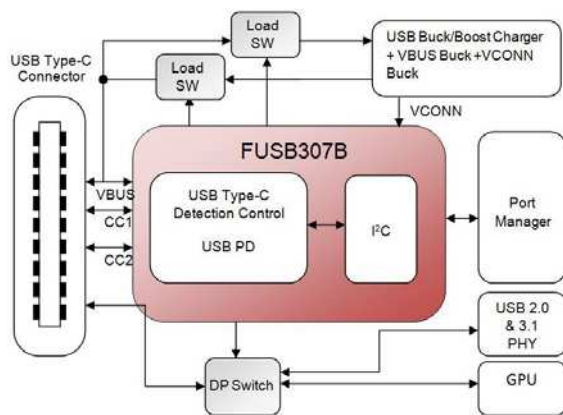 Load
SW
USB Type-C
Connector
Load
SW
USB Buck/Boost Charger
+ VBUS Buck +VCONN
Buck
VCONN
FUSB307B
VBUS
CC1
CC2
USB Type-C
Detection Control
USB PD
I²C
Port
Manager
USB 2.0
& 3.1
PHY
DP Switch
GPU